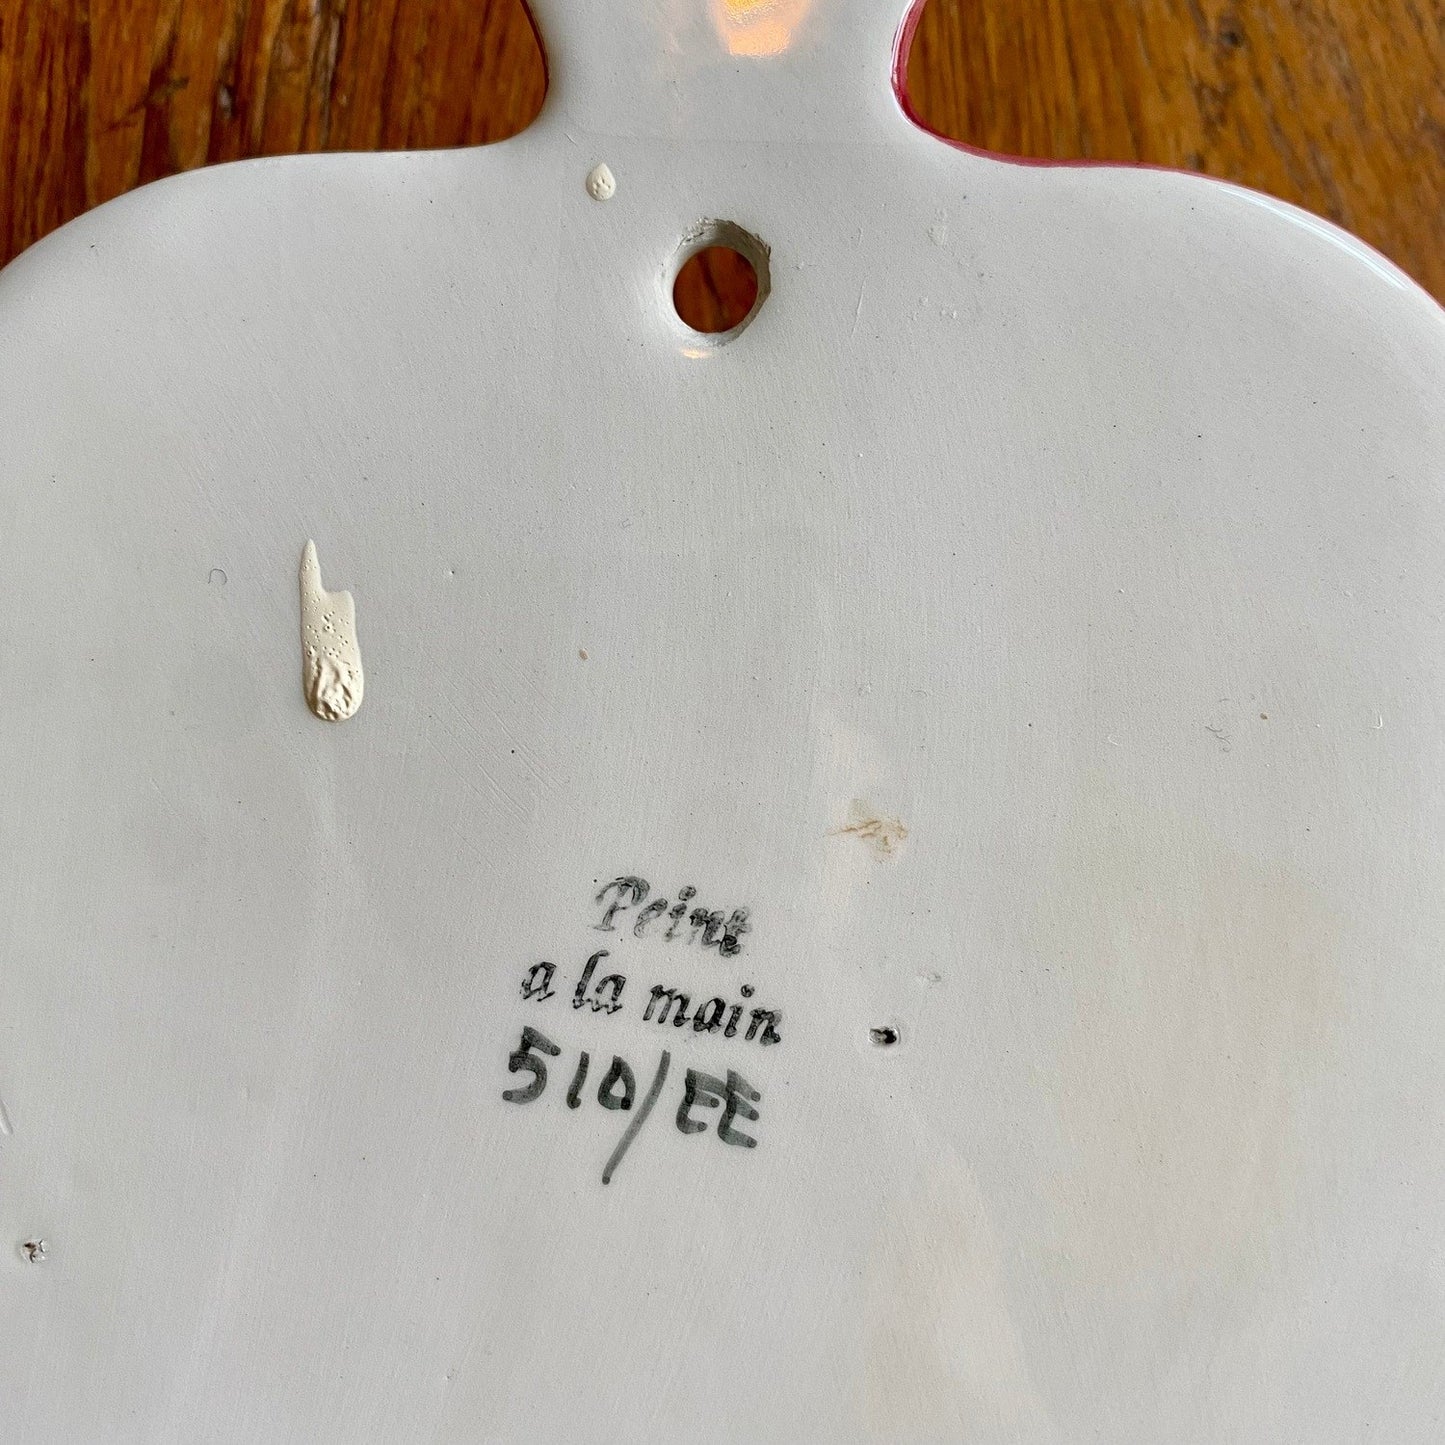 Peint
a la main
510/EE